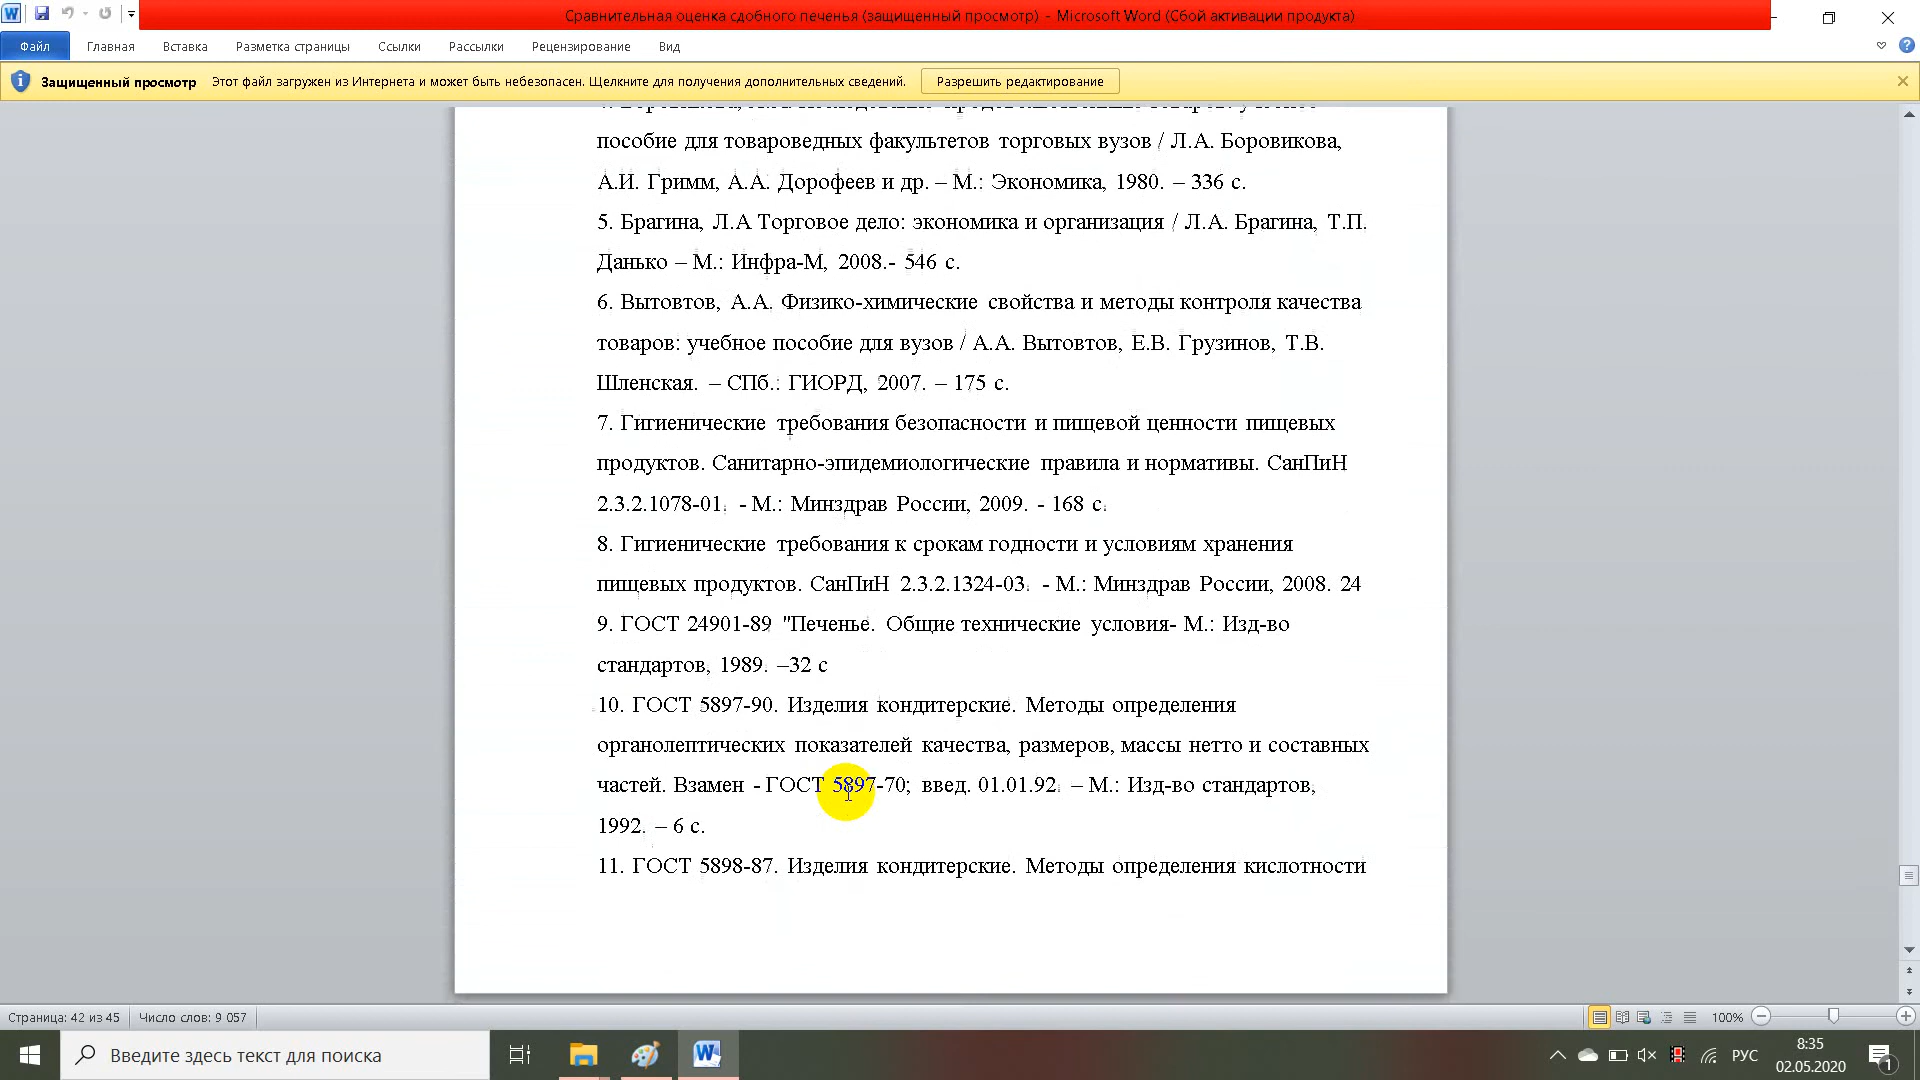 Сравнительная оценка сдобного печенья (защищенный просмотр) - Microsoft Word (Сбой активации продукта)
Файл Главная Вставка Разметка страницы Ссылки Рассылки Рецензирование Вид
Защищенный просмотр Этот файл загружен из Интернета и может быть небезопасен. Щелкните для получения дополнительных сведений. Разрешить редактирование
пособие для товароведных факультетов торговых вузов / Л.А. Боровикова,
А.И. Гримм, А.А. Дорофеев и др. – М.: Экономика, 1980. – 336 с.
5. Брагина, Л.А Торговое дело: экономика и организация / Л.А. Брагина, Т.П.
Данько – М.: Инфра-М, 2008.- 546 с.
6. Вытовтов, А.А. Физико-химические свойства и методы контроля качества
товаров: учебное пособие для вузов / А.А. Вытовтов, Е.В. Грузинов, Т.В.
Шленская. – СПб.: ГИОРД, 2007. – 175 с.
7. Гигиенические требования безопасности и пищевой ценности пищевых
продуктов. Санитарно-эпидемиологические правила и нормативы. СанПиН
2.3.2.1078-01. - М.: Минздрав России, 2009. - 168 с.
8. Гигиенические требования к срокам годности и условиям хранения
пищевых продуктов. СанПиН 2.3.2.1324-03. - М.: Минздрав России, 2008. 24
9. ГОСТ 24901-89 "Печенье. Общие технические условия- М.: Изд-во
стандартов, 1989. –32 с
10. ГОСТ 5897-90. Изделия кондитерские. Методы определения
органолептических показателей качества, размеров, массы нетто и составных
частей. Взамен - ГОСТ 5897-70; введ. 01.01.92. – М.: Изд-во стандартов,
1992. – 6 с.
11. ГОСТ 5898-87. Изделия кондитерские. Методы определения кислотности
Страница: 42 из 45 Число слов: 9 057 100%
Введите здесь текст для поиска РУС 8:35
02.05.2020
1